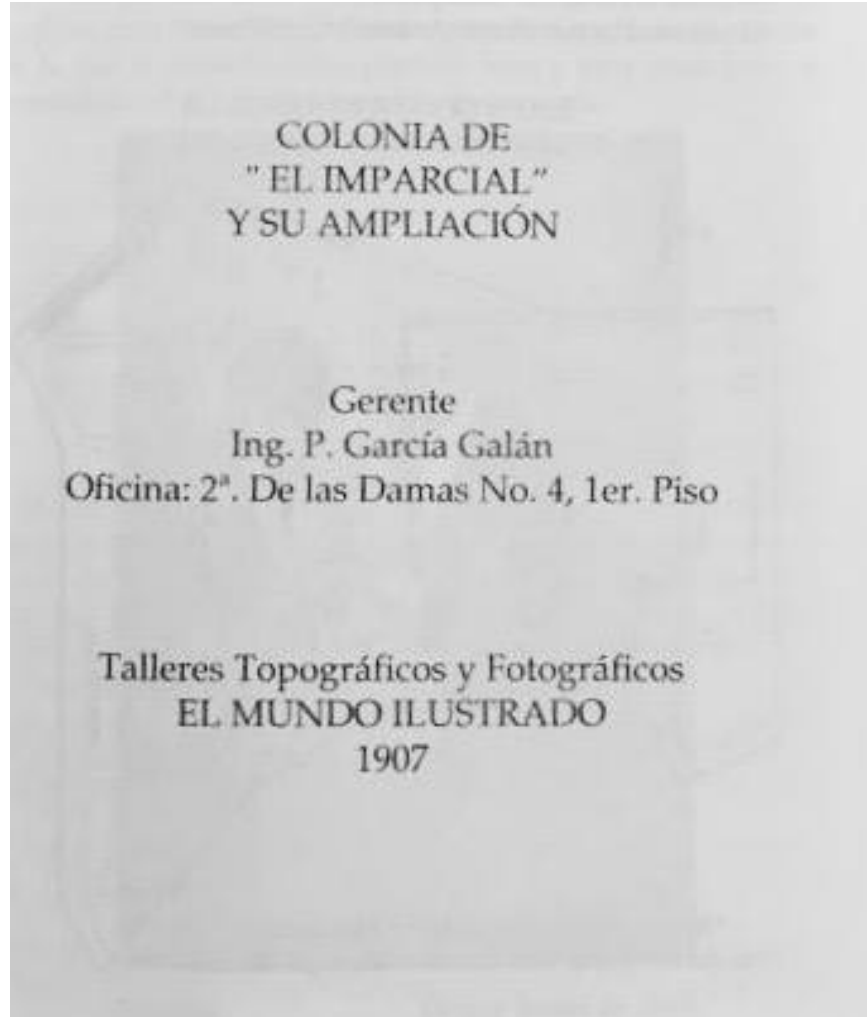 COLONIA DE
" EL IMPARCIAL"
Y SU AMPLIACIÓN
Gerente
Ing. P. García Galán
Oficina: 2ª. De las Damas No. 4, 1er. Piso
Talleres Topográficos y Fotográficos
EL MUNDO ILUSTRADO
1907